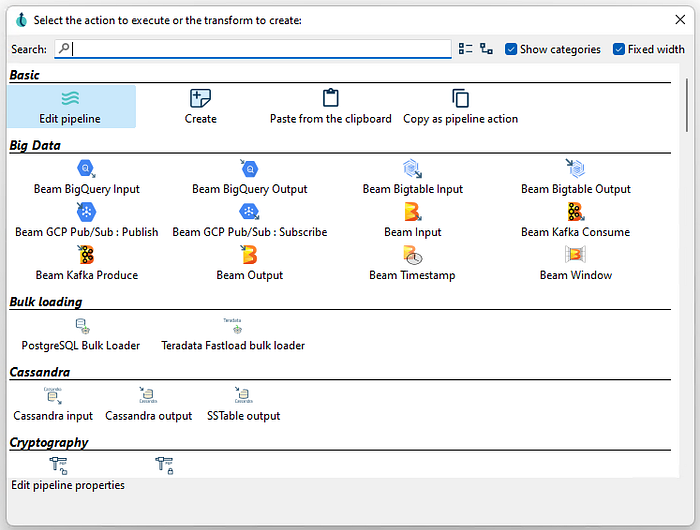 Select the action to execute or the transform to create:
Search: Show categories Fixed width
Basic
Edit pipeline Create Paste from the clipboard Copy as pipeline action
Big Data
Beam BigQuery Input Beam BigQuery Output Beam Bigtable Input Beam Bigtable Output
Beam GCP Pub/Sub : Publish Beam GCP Pub/Sub : Subscribe Beam Input Beam Kafka Consume
Beam Kafka Produce Beam Output Beam Timestamp Beam Window
Bulk loading
Teradata
PostgreSQL Bulk Loader Teradata Fastload bulk loader
Cassandra
Cassandra input Cassandra output SSTable output
Cryptography
PGP PGP
Edit pipeline properties